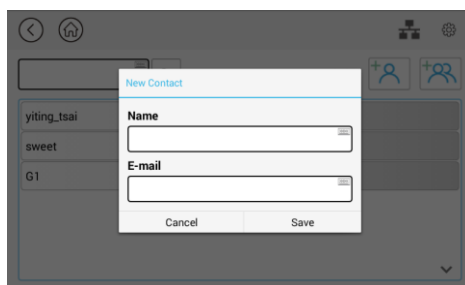 New Contact
Name
yiting_tsai
sweet
E-mail
G1
Cancel Save